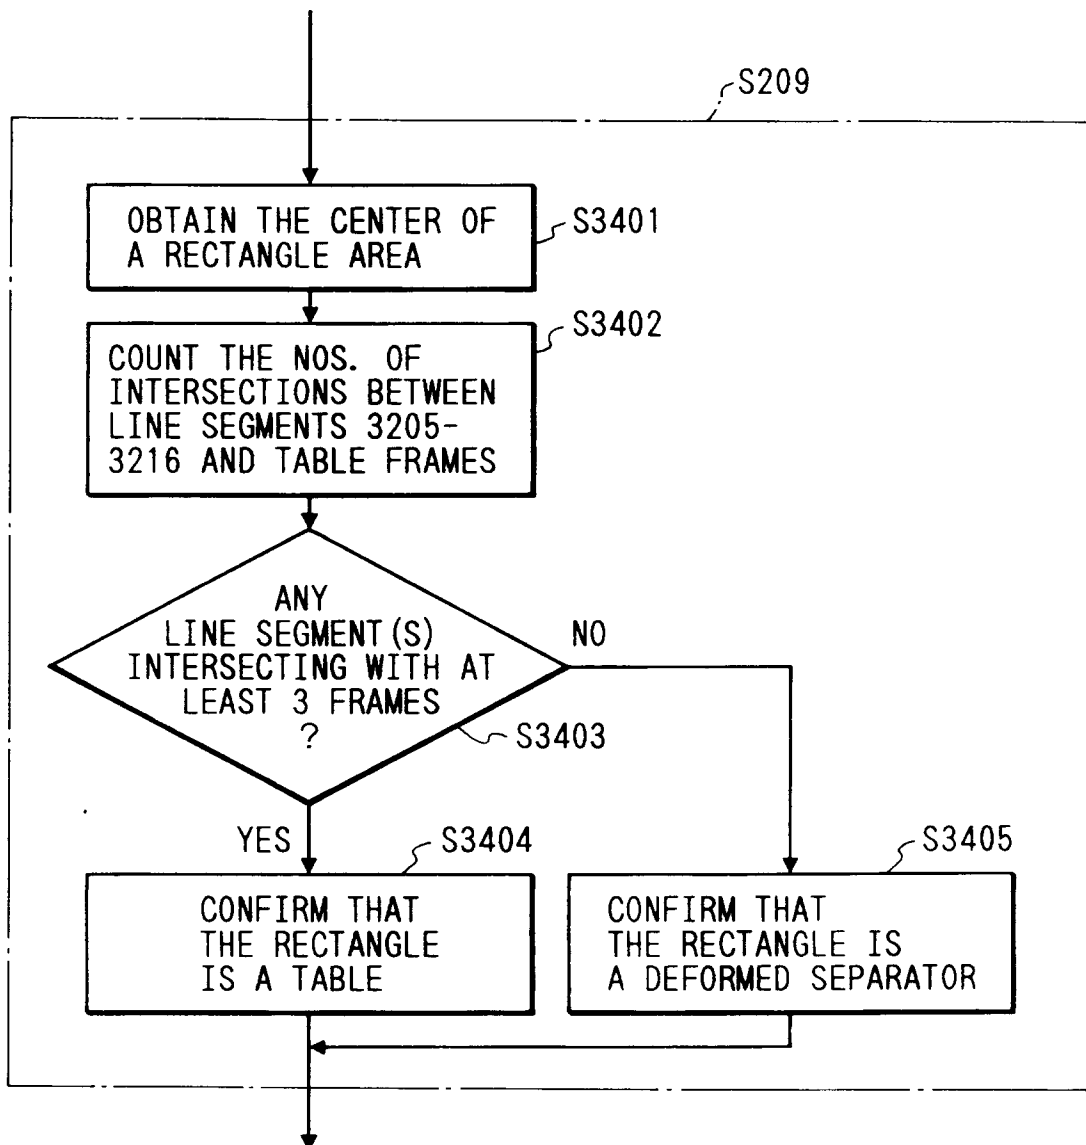 S209
OBTAIN THE CENTER OF
A RECTANGLE AREA
S3401
S3402
COUNT THE NOS. OF
INTERSECTIONS BETWEEN
LINE SEGMENTS 3205-
3216 AND TABLE FRAMES
ANY
LINE SEGMENT(S)
INTERSECTING WITH AT
LEAST 3 FRAMES
?
NO
S3403
YES
S3404
S3405
CONFIRM THAT
THE RECTANGLE
IS A TABLE
CONFIRM THAT
THE RECTANGLE IS
A DEFORMED SEPARATOR